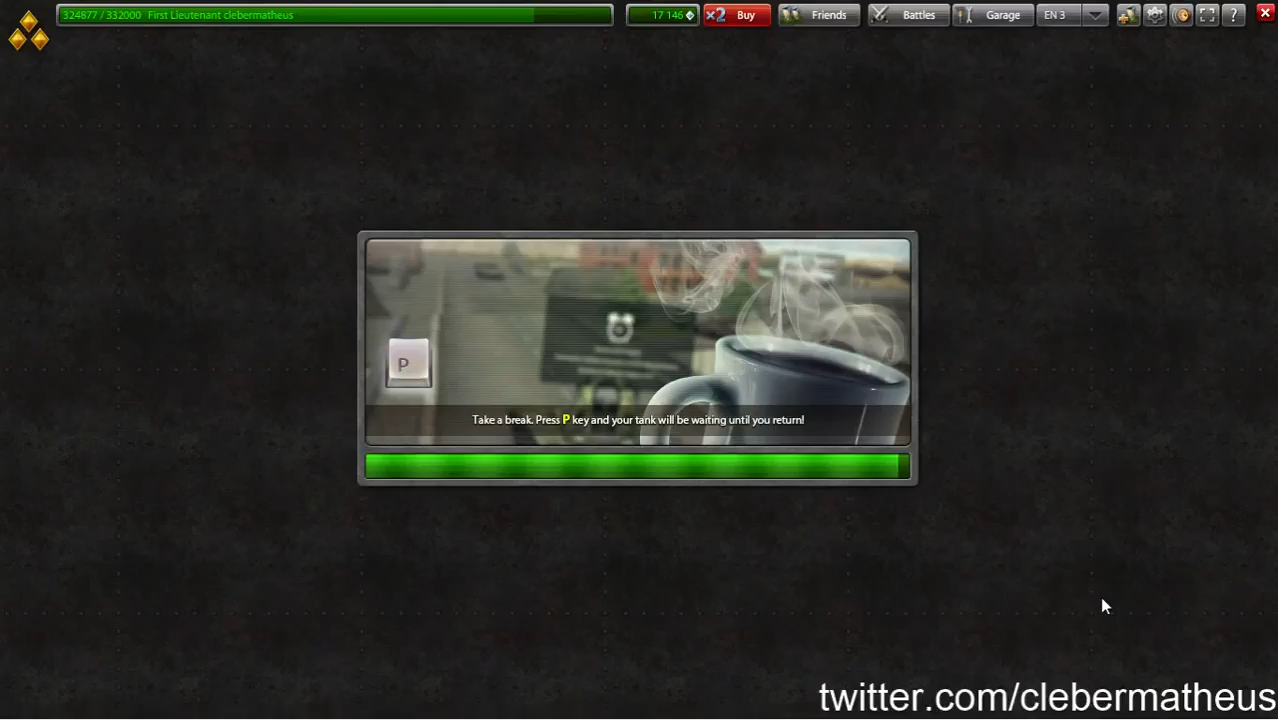 324877 / 332000 First Lieutenant clebermatheus
17 146
×2 Buy
Friends
Battles
Garage
EN 3
?
P
Take a break. Press P key and your tank will be waiting until you return!
twitter.com/clebermatheus